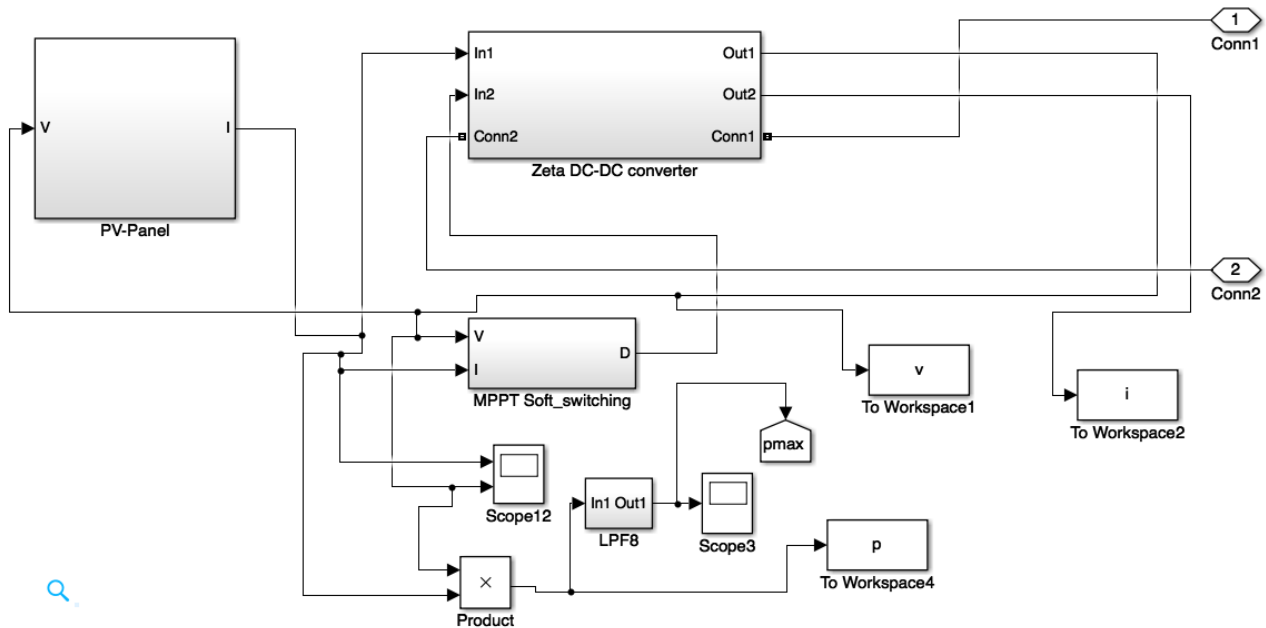 1
Conn1
In1
Out1
In2
Out2
Conn2
Conn1
Zeta DC-DC converter
V
I
PV-Panel
2
Conn2
V
I
D
MPPT Soft_switching
v
To Workspace1
i
To Workspace2
pmax
Scope12
In1 Out1
LPF8
Scope3
p
To Workspace4
×
Product